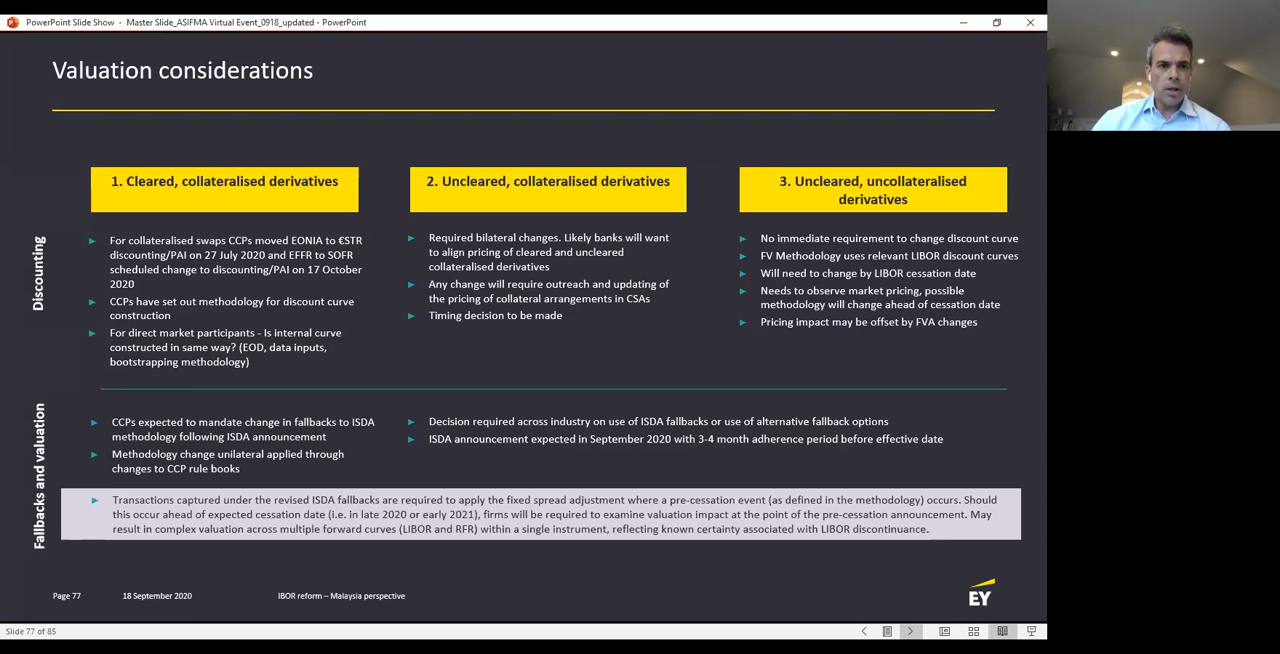 PowerPoint Slide Show - Master Slide_ASIFMA Virtual Event_0918_updated - PowerPoint
Valuation considerations
1. Cleared, collateralised derivatives
2. Uncleared, collateralised derivatives
3. Uncleared, uncollateralised
derivatives
Discounting
► For collateralised swaps CCPs moved EONIA to €STR
discounting/PAI on 27 July 2020 and EFFR to SOFR
scheduled change to discounting/PAI on 17 October
2020
► CCPs have set out methodology for discount curve
construction
► For direct market participants - Is internal curve
constructed in same way? (EOD, data inputs,
bootstrapping methodology)
► Required bilateral changes. Likely banks will want
to align pricing of cleared and uncleared
collateralised derivatives
► Any change will require outreach and updating of
the pricing of collateral arrangements in CSAs
► Timing decision to be made
► No immediate requirement to change discount curve
► FV Methodology uses relevant LIBOR discount curves
► Will need to change by LIBOR cessation date
► Needs to observe market pricing, possible
methodology will change ahead of cessation date
► Pricing impact may be offset by FVA changes
Fallbacks and valuation
► CCPs expected to mandate change in fallbacks to ISDA
methodology following ISDA announcement
► Methodology change unilateral applied through
changes to CCP rule books
► Decision required across industry on use of ISDA fallbacks or use of alternative fallback options
► ISDA announcement expected in September 2020 with 3-4 month adherence period before effective date
► Transactions captured under the revised ISDA fallbacks are required to apply the fixed spread adjustment where a pre-cessation event (as defined in the methodology) occurs. Should
this occur ahead of expected cessation date (i.e. in late 2020 or early 2021), firms will be required to examine valuation impact at the point of the pre-cessation announcement. May
result in complex valuation across multiple forward curves (LIBOR and RFR) within a single instrument, reflecting known certainty associated with LIBOR discontinuance.
Page 77
18 September 2020
IBOR reform – Malaysia perspective
EY
Slide 77 of 85